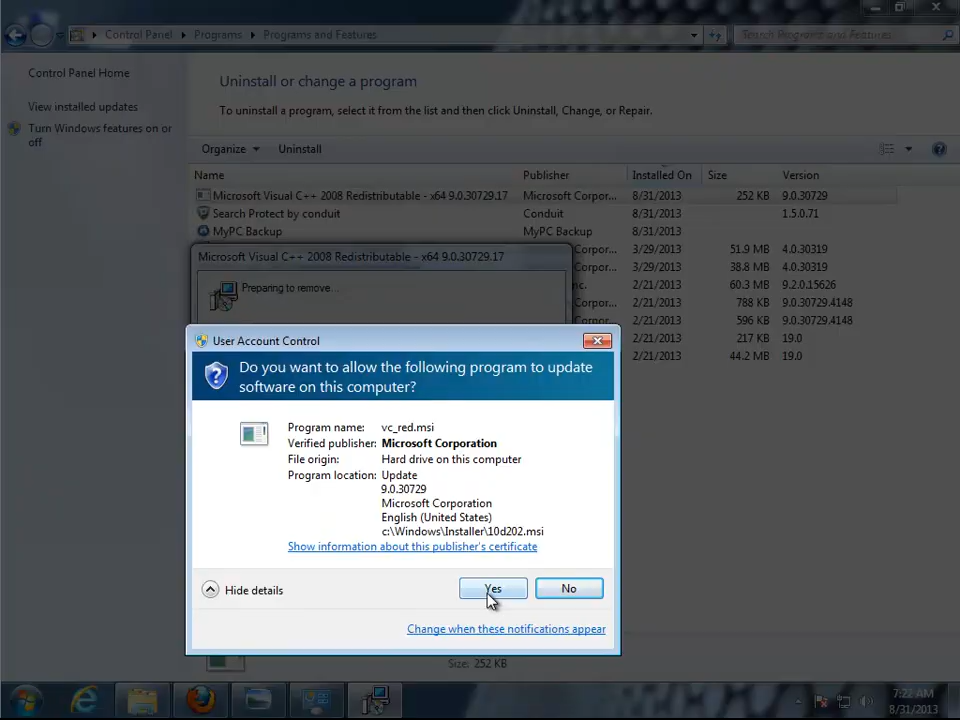 Control Panel
Programs
Programs and Features
Search Programs and Features
Control Panel Home
Uninstall or change a program
View installed updates
To uninstall a program, select it from the list and then click Uninstall, Change, or Repair.
Turn Windows features on or
off
Organize
Uninstall
Name Publisher Installed On Size Version
Microsoft Visual C++ 2008 Redistributable - x64 9.0.30729.17 Microsoft Corpor... 8/31/2013 252 KB 9.0.30729
Search Protect by conduit Conduit 8/31/2013 1.5.0.71
MyPC Backup MyPC Backup 8/31/2013
Corpor... 3/29/2013 51.9 MB 4.0.30319
Corpor... 3/29/2013 38.8 MB 4.0.30319
nc. 2/21/2013 60.3 MB 9.2.0.15626
Corpor... 2/21/2013 788 KB 9.0.30729.4148
Corpor... 2/21/2013 596 KB 9.0.30729.4148
2/21/2013 217 KB 19.0
2/21/2013 44.2 MB 19.0
Microsoft Visual C++ 2008 Redistributable - x64 9.0.30729.17
Preparing to remove...
User Account Control
Do you want to allow the following program to update
software on this computer?
Program name: vc_red.msi
Verified publisher: Microsoft Corporation
File origin: Hard drive on this computer
Program location: Update
9.0.30729
Microsoft Corporation
English (United States)
c:\Windows\Installer\10d202.msi
Show information about this publisher's certificate
Hide details
Yes
No
Change when these notifications appear
Size: 252 KB
7:22 AM
8/31/2013